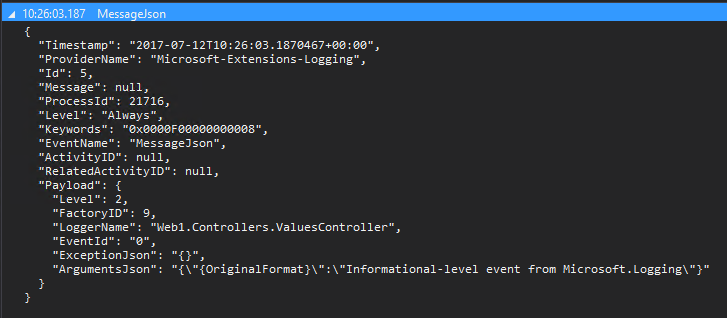 10:26:03.187 MessageJson
{
"Timestamp": "2017-07-12T10:26:03.1870467+00:00",
"ProviderName": "Microsoft-Extensions-Logging",
"Id": 5,
"Message": null,
"ProcessId": 21716,
"Level": "Always",
"Keywords": "0x0000F00000000008",
"EventName": "MessageJson",
"ActivityID": null,
"RelatedActivityID": null,
"Payload": {
"Level": 2,
"FactoryID": 9,
"LoggerName": "Web1.Controllers.ValuesController",
"EventId": "0",
"ExceptionJson": "{}",
"ArgumentsJson": "{\"{OriginalFormat}\":\"Informational-level event from Microsoft.Logging\"}"
}
}